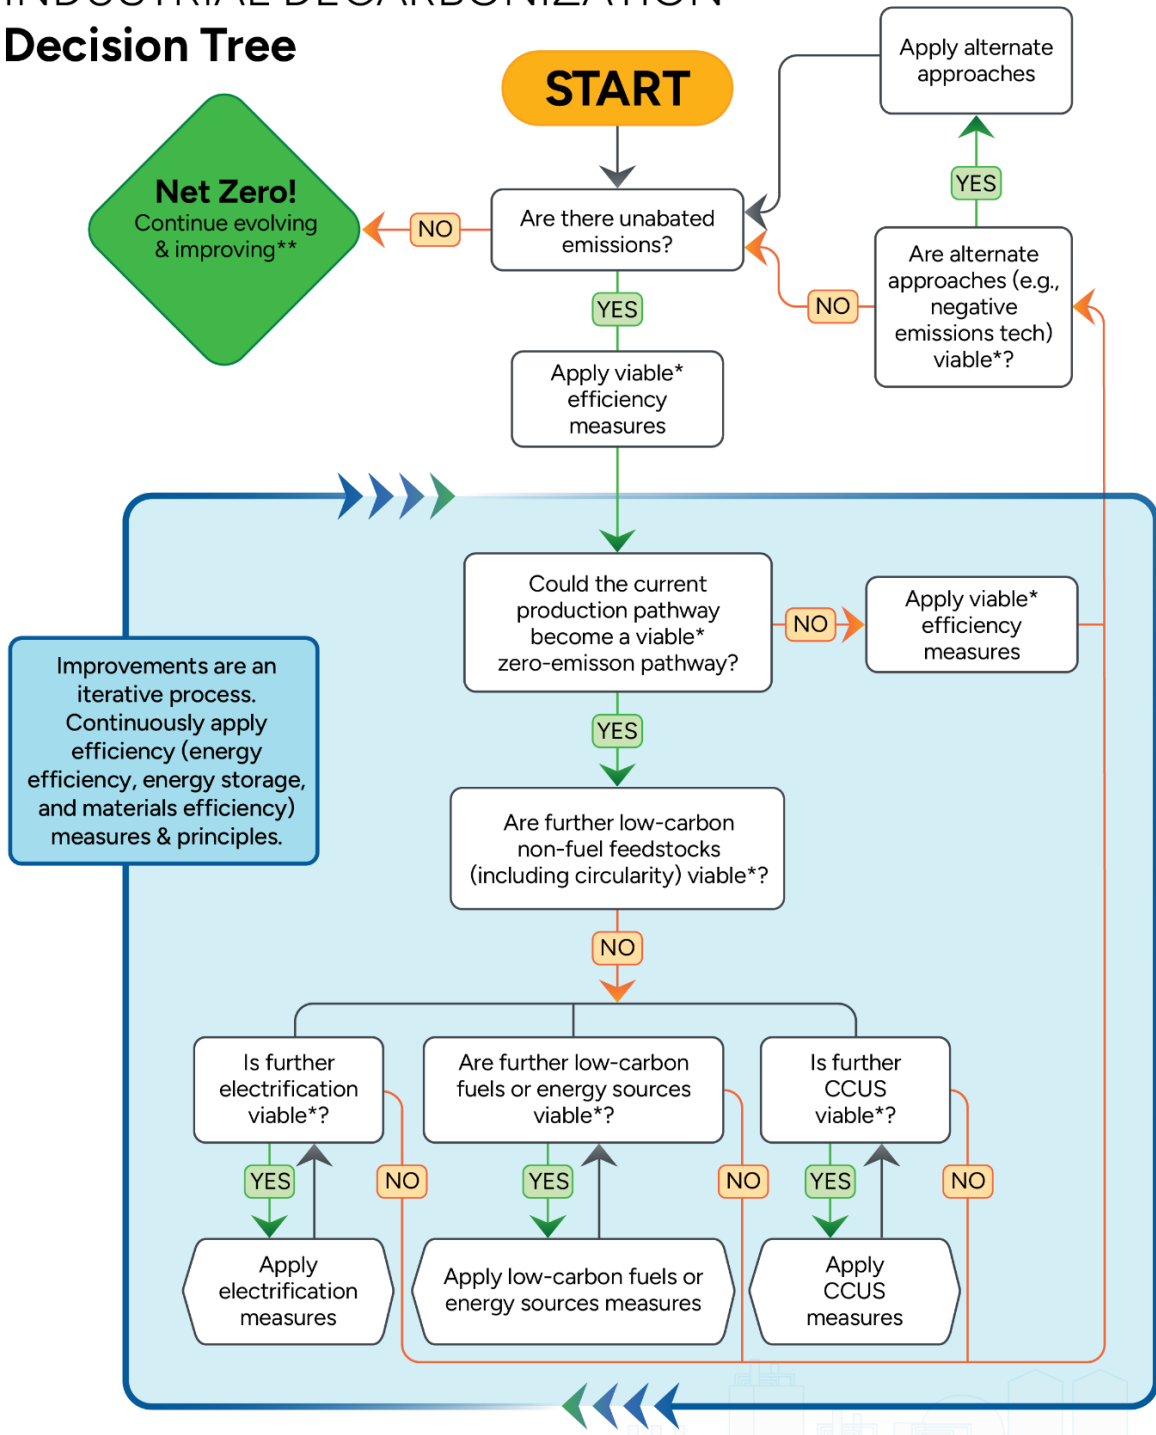 INDUSTRIAL DECARBONIZATION
Decision Tree
START
Apply alternate
approaches
YES
Net Zero!
Continue evolving
& improving**
NO
Are there unabated
emissions?
Are alternate
approaches (e.g.,
negative
emissions tech)
viable*?
NO
YES
Apply viable*
efficiency
measures
Could the current
production pathway
become a viable*
zero-emisson pathway?
NO
Apply viable*
efficiency
measures
Improvements are an
iterative process.
Continuously apply
efficiency (energy
efficiency, energy storage,
and materials efficiency)
measures & principles.
YES
Are further low-carbon
non-fuel feedstocks
(including circularity) viable*?
NO
Is further
electrification
viable*?
Are further low-carbon
fuels or energy sources
viable*?
Is further
CCUS
viable*?
YES
NO
YES
NO
YES
NO
Apply
electrification
measures
Apply low-carbon fuels or
energy sources measures
Apply
CCUS
measures